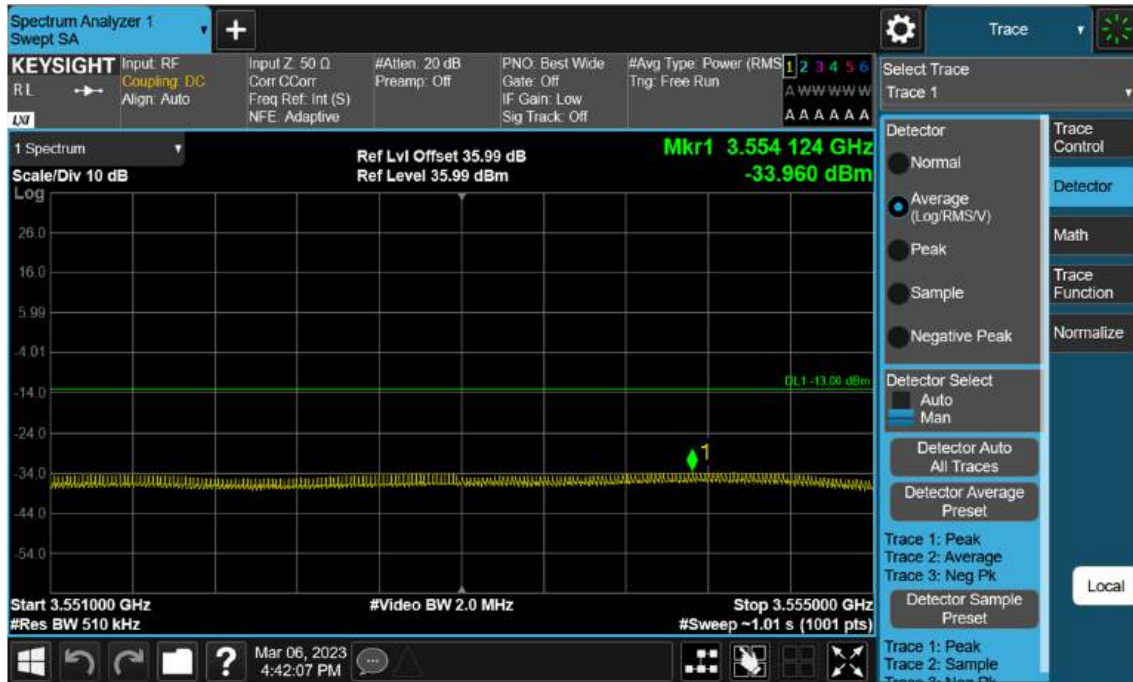 Spectrum Analyzer 1
Swept SA
+
Trace
KEYSIGHT
RL
LXI
Input: RF
Coupling: DC
Align: Auto
Input Z: 50 Ω
Corr CCorr
Freq Ref: Int (S)
NFE: Adaptive
#Atten: 20 dB
Preamp: Off
PNO: Best Wide
Gate: Off
IF Gain: Low
Sig Track: Off
#Avg Type: Power (RMS
Trig: Free Run
1 2 3 4 5 6
A W W W W W
A A A A A A
Select Trace
Trace 1
1 Spectrum
Scale/Div 10 dB
Ref Lvl Offset 35.99 dB
Ref Level 35.99 dBm
Mkr1 3.554 124 GHz
-33.960 dBm
Log
26.0
16.0
5.99
-4.01
-14.0
-24.0
-34.0
-44.0
-54.0
DL1 -13.00 dBm
1
Start 3.551000 GHz
#Res BW 510 kHz
#Video BW 2.0 MHz
Stop 3.555000 GHz
#Sweep ~1.01 s (1001 pts)
Detector
Normal
Average
(Log/RMS/V)
Peak
Sample
Negative Peak
Detector Select
Auto
Man
Detector Auto
All Traces
Detector Average
Preset
Trace 1: Peak
Trace 2: Average
Trace 3: Neg Pk
Detector Sample
Preset
Trace 1: Peak
Trace 2: Sample
Trace 3: Neg Pk
Trace
Control
Detector
Math
Trace
Function
Normalize
Local
?
Mar 06, 2023
4:42:07 PM